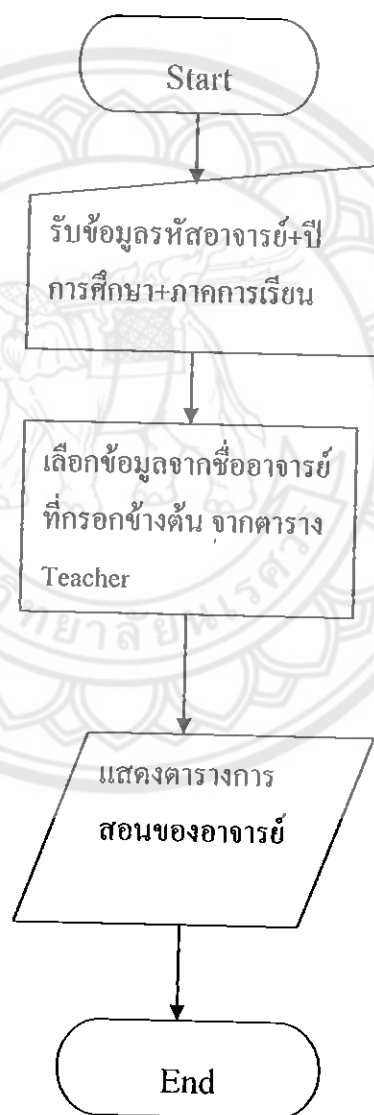 Start
รับข้อมูลรหัสอาจารย์+ปี
การศึกษา+ภาคการเรียน
เลือกข้อมูลจากชื่ออาจารย์
ที่กรอกข้างต้น จากตาราง
Teacher
แสดงตารางการ
สอนของอาจารย์
End